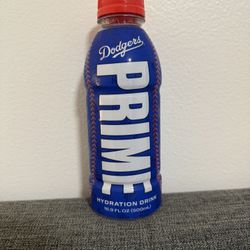 Dodgers
PRIME
HYDRATION DRINK
16.9 FL OZ (500mL)